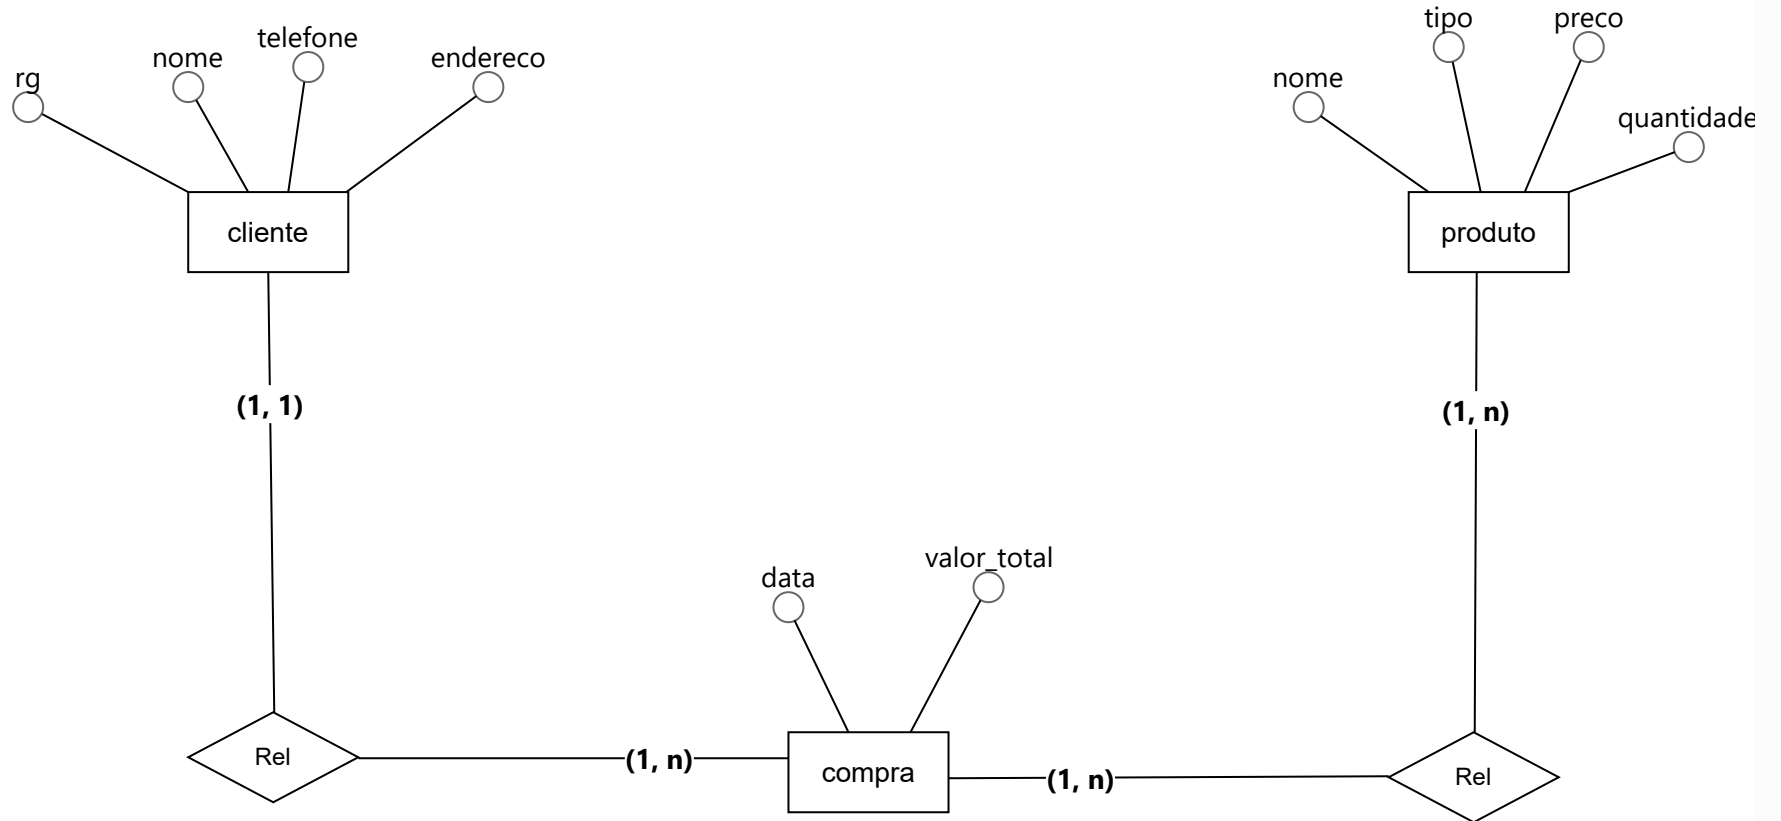 rg
nome
telefone
endereco
cliente
(1, 1)
Rel
(1, n)
data
valor_total
compra
(1, n)
nome
tipo
preco
quantidade
produto
(1, n)
Rel